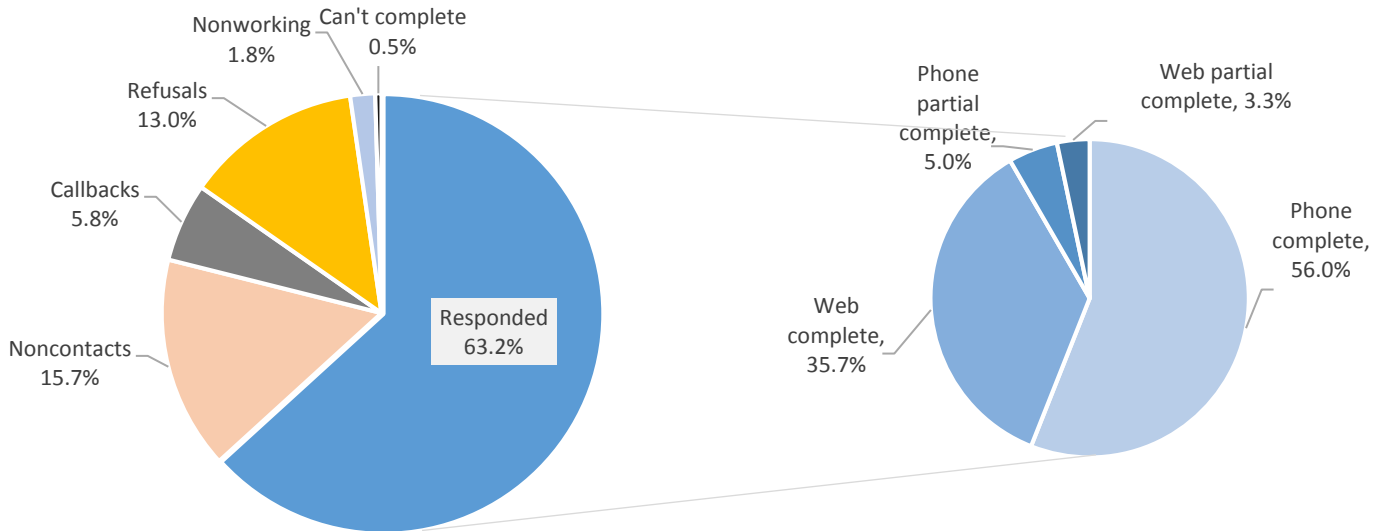 Nonworking
1.8%
Can't complete
0.5%
Refusals
13.0%
Callbacks
5.8%
Noncontacts
15.7%
Responded
63.2%
Phone
partial
complete,
5.0%
Web partial
complete, 3.3%
Web
complete,
35.7%
Phone
complete,
56.0%